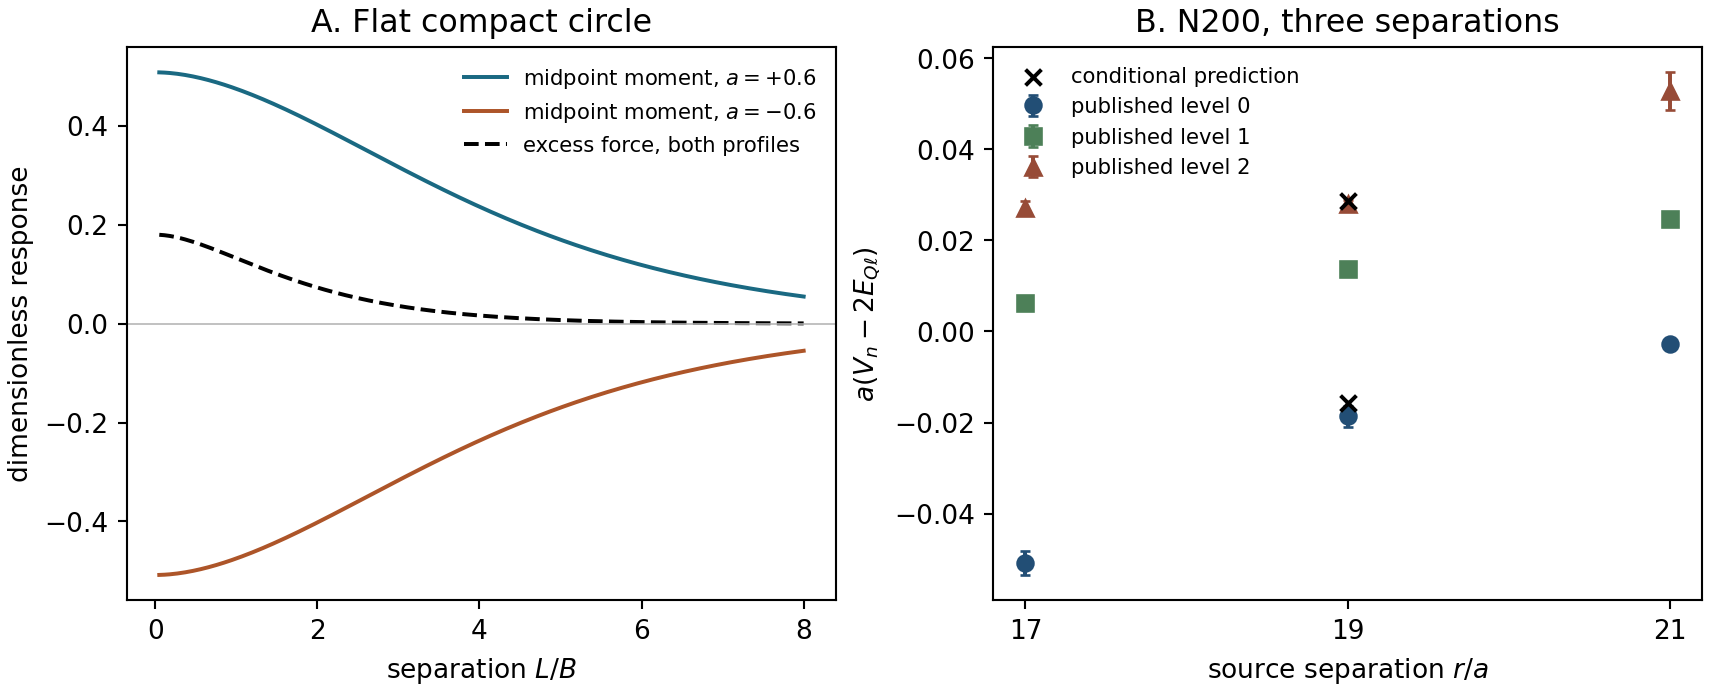 A. Flat compact circle
midpoint moment, a = +0.6
midpoint moment, a = −0.6
excess force, both profiles
dimensionless response
0.4
0.2
0.0
−0.2
−0.4
0
2
4
6
8
separation L/B
B. N200, three separations
conditional prediction
published level 0
published level 1
published level 2
a(Vₙ − 2E_Qℓ)
0.06
0.04
0.02
0.00
−0.02
−0.04
17
19
21
source separation r/a